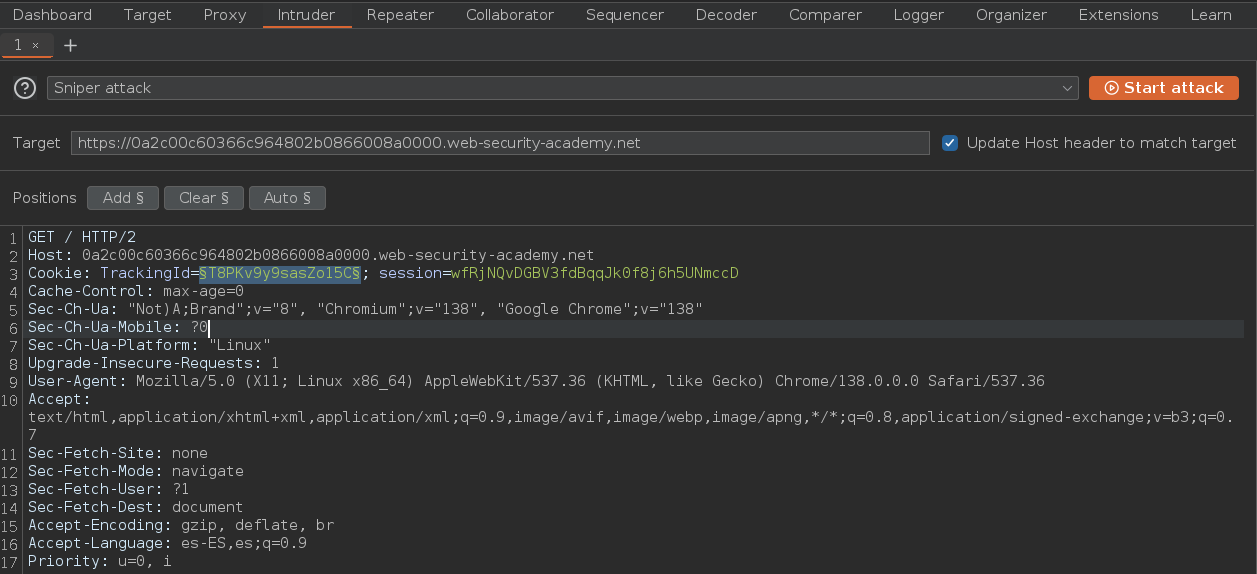 Dashboard Target Proxy Intruder Repeater Collaborator Sequencer Decoder Comparer Logger Organizer Extensions Learn
1 × +
? Sniper attack Start attack
Target https://0a2c00c60366c964802b0866008a0000.web-security-academy.net Update Host header to match target
Positions Add § Clear § Auto §
1 GET / HTTP/2
2 Host: 0a2c00c60366c964802b0866008a0000.web-security-academy.net
3 Cookie: TrackingId=§T8PKv9y9sasZo15C§; session=wfRjNQvDGBV3fdBqqJk0f8j6h5UNmccD
4 Cache-Control: max-age=0
5 Sec-Ch-Ua: "Not)A;Brand";v="8", "Chromium";v="138", "Google Chrome";v="138"
6 Sec-Ch-Ua-Mobile: ?0
7 Sec-Ch-Ua-Platform: "Linux"
8 Upgrade-Insecure-Requests: 1
9 User-Agent: Mozilla/5.0 (X11; Linux x86_64) AppleWebKit/537.36 (KHTML, like Gecko) Chrome/138.0.0.0 Safari/537.36
10 Accept:
text/html,application/xhtml+xml,application/xml;q=0.9,image/avif,image/webp,image/apng,*/*;q=0.8,application/signed-exchange;v=b3;q=0.
7
11 Sec-Fetch-Site: none
12 Sec-Fetch-Mode: navigate
13 Sec-Fetch-User: ?1
14 Sec-Fetch-Dest: document
15 Accept-Encoding: gzip, deflate, br
16 Accept-Language: es-ES,es;q=0.9
17 Priority: u=0, i